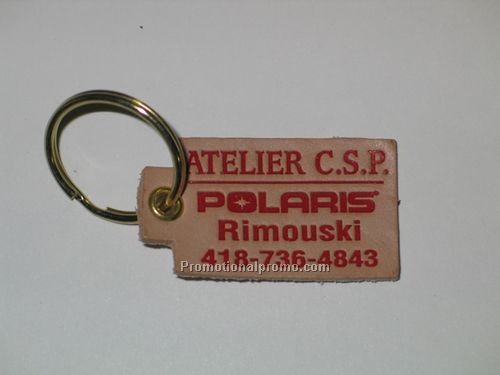 ATELIER C.S.P.
POLARIS
Rimouski
418-736-4843
Promotionalpromo.com